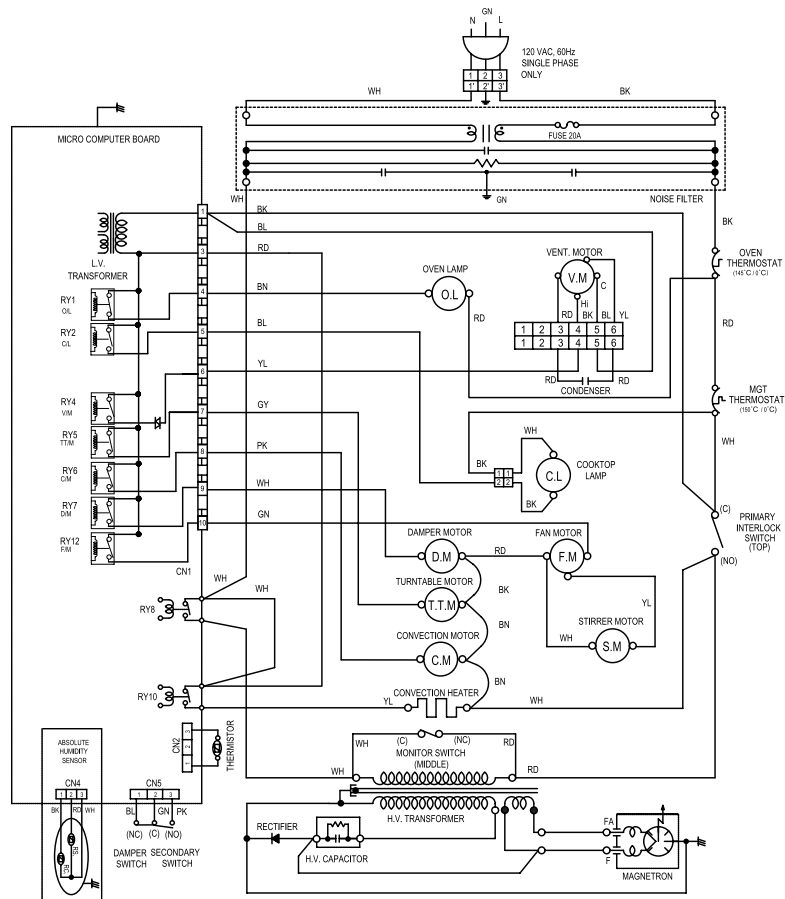 GN
N L
120 VAC, 60Hz
SINGLE PHASE
ONLY
1 2 3
1' 2' 3'
WH
BK
MICRO COMPUTER BOARD
FUSE 20A
WH
NOISE FILTER
GN
BK
1
BK
BL
3
RD
L.V.
TRANSFORMER
VENT. MOTOR
V.M
C
Hi
RD BK BL YL
OVEN
THERMOSTAT
(145°C / 0°C)
OVEN LAMP
O.L
RD
RY1
O/L
4
BN
RY2
C/L
5
BL
1 2 3 4 5 6
1 2 3 4 5 6
RD
6
YL
RD
RD
CONDENSER
MGT
THERMOSTAT
(150°C / 0°C)
RY4
V/M
7
GY
RY5
TT/M
WH
WH
8
PK
RY6
C/M
BK
1 1
2 2
C.L
COOKTOP
LAMP
BK
9
WH
RY7
D/M
10
GN
(C)
PRIMARY
INTERLOCK
SWITCH
(TOP)
(NO)
RY12
F/M
CN1
DAMPER MOTOR
D.M
RD
FAN MOTOR
F.M
WH
WH
TURNTABLE MOTOR
T.T.M
BK
YL
RY8
BN
STIRRER MOTOR
WH
S.M
CONVECTION MOTOR
C.M
BN
RY10
CONVECTION HEATER
YL
WH
CN2
3
2
1
THERMISTOR
(C)
(NC)
WH
RD
MONITOR SWITCH
(MIDDLE)
ABSOLUTE
HUMIDITY
SENSOR
WH
RD
CN4
1 2 3
BK RD WH
RS
RC
CN5
1 2 3
BL GN PK
(NC) (C) (NO)
DAMPER SECONDARY
SWITCH SWITCH
H.V. TRANSFORMER
RECTIFIER
H.V. CAPACITOR
FA
F
MAGNETRON